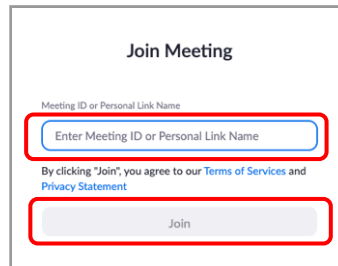 Join Meeting
Meeting ID or Personal Link Name
Enter Meeting ID or Personal Link Name
By clicking "Join", you agree to our Terms of Services and
Privacy Statement
Join